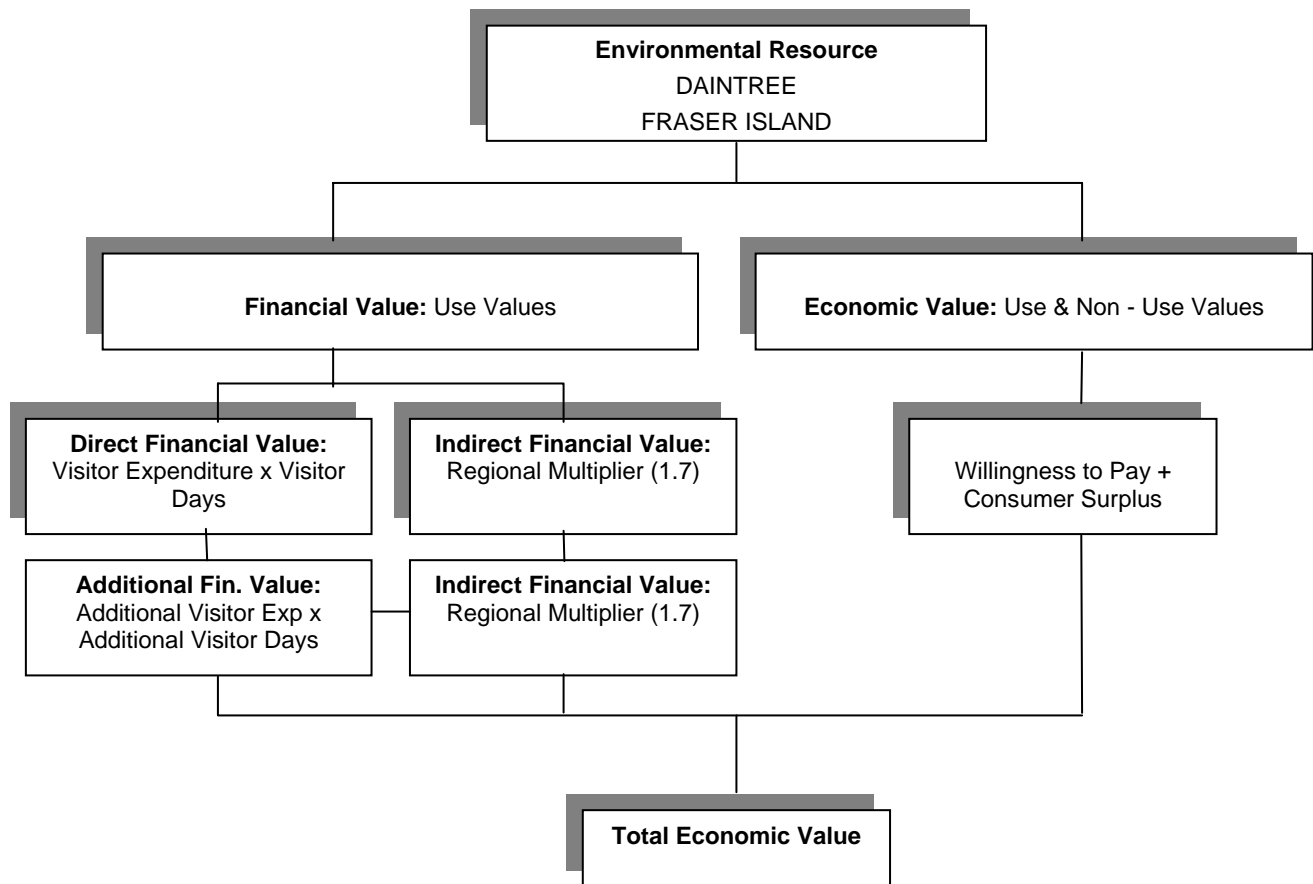 Environmental Resource
DAINTREE
FRASER ISLAND
Financial Value: Use Values
Economic Value: Use & Non - Use Values
Direct Financial Value:
Visitor Expenditure x Visitor
Days
Indirect Financial Value:
Regional Multiplier (1.7)
Willingness to Pay +
Consumer Surplus
Additional Fin. Value:
Additional Visitor Exp x
Additional Visitor Days
Indirect Financial Value:
Regional Multiplier (1.7)
Total Economic Value